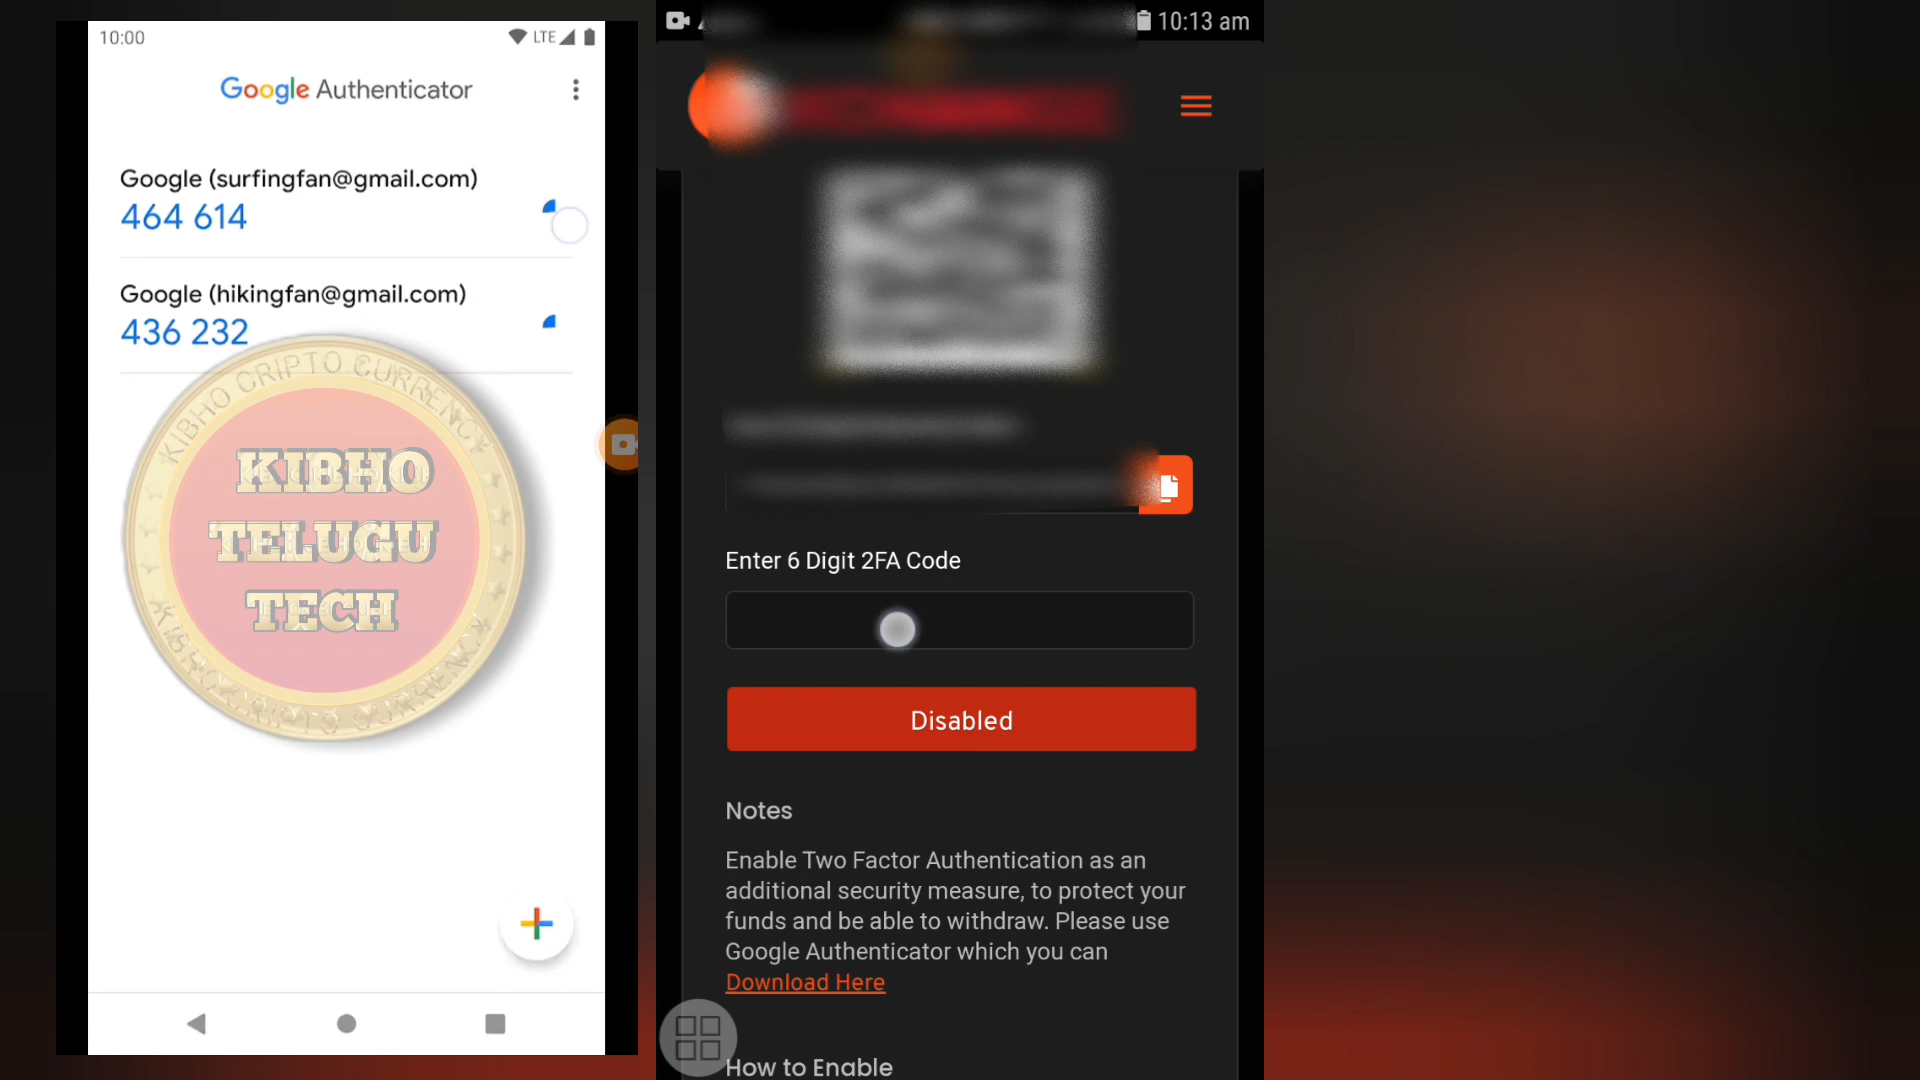 10:00
LTE
Google Authenticator
Google (surfingfan@gmail.com)
464 614
Google (hikingfan@gmail.com)
436 232
KIBHO CRIPTO CURRENCY
KIBHO
TELUGU
TECH
KIBHO CRIPTO CURRENCY
10:13 am
Enter 6 Digit 2FA Code
Disabled
Notes
Enable Two Factor Authentication as an
additional security measure, to protect your
funds and be able to withdraw. Please use
Google Authenticator which you can
Download Here
How to Enable